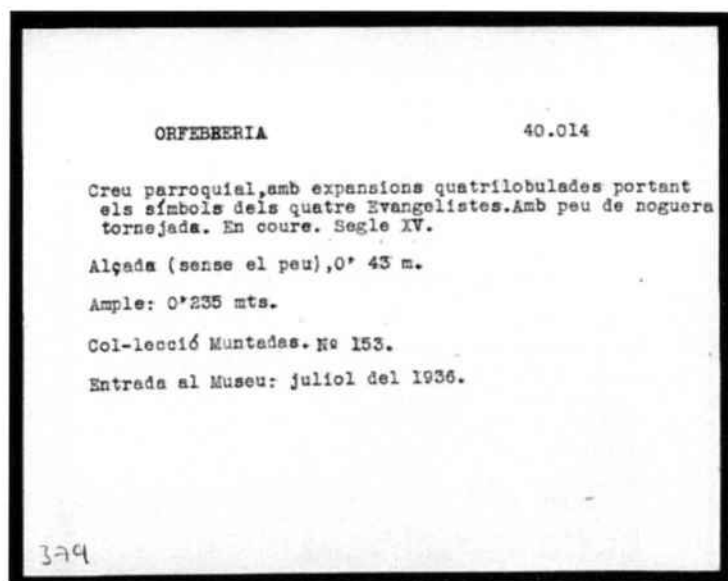 ORFEBRERIA 40.014
Creu parroquial,amb expansions quatrilobulades portant
els símbols dels quatre Evangelistes.Amb peu de noguera
tornejada. En coure. Segle XV.
Alçada (sense el peu),0' 43 m.
Ample: 0'235 mts.
Col-lecció Muntadas. Nº 153.
Entrada al Museu: juliol del 1936.
379